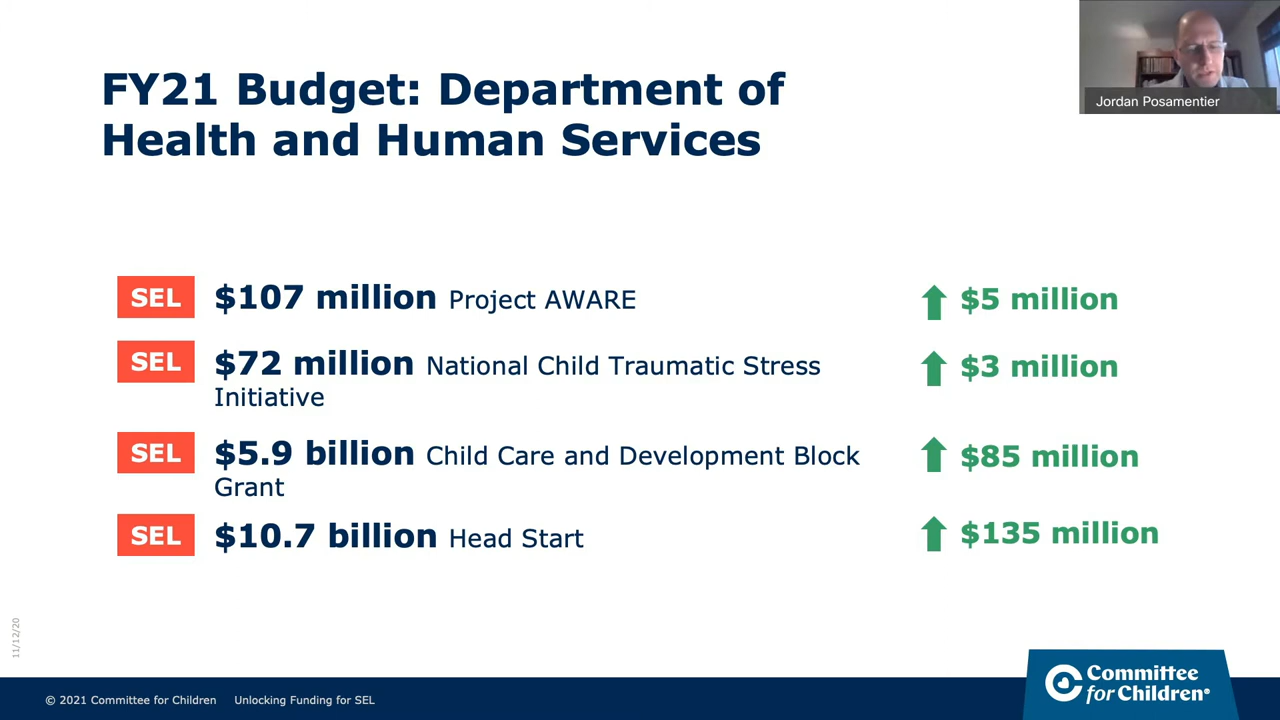 FY21 Budget: Department of
Health and Human Services
Jordan Posamentier
SEL $107 million Project AWARE $5 million
SEL $72 million National Child Traumatic Stress
Initiative
$3 million
SEL $5.9 billion Child Care and Development Block
Grant
$85 million
SEL $10.7 billion Head Start $135 million
11/12/20
© 2021 Committee for Children Unlocking Funding for SEL
Committee
for Children®